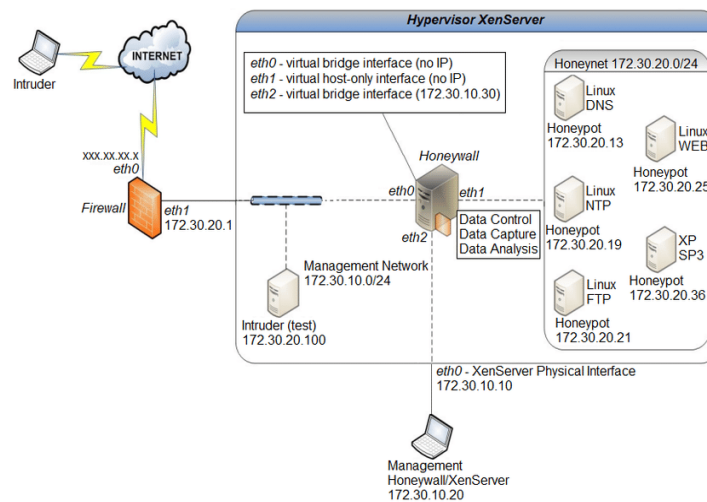 Hypervisor XenServer
INTERNET
Intruder
eth0 - virtual bridge interface (no IP)
eth1 - virtual host-only interface (no IP)
eth2 - virtual bridge interface (172.30.10.30)
Honeynet 172.30.20.0/24
Linux
DNS
Honeypot
172.30.20.13
Linux
WEB
Honeypot
172.30.20.25
xxx.xx.xx.x
eth0
Firewall
eth1
172.30.20.1
Honeywall
eth0
eth1
eth2
Data Control
Data Capture
Data Analysis
Linux
NTP
Honeypot
172.30.20.19
XP
SP3
Honeypot
172.30.20.36
Linux
FTP
Honeypot
172.30.20.21
Management Network
172.30.10.0/24
Intruder (test)
172.30.20.100
eth0 - XenServer Physical Interface
172.30.10.10
Management
Honeywall/XenServer
172.30.10.20